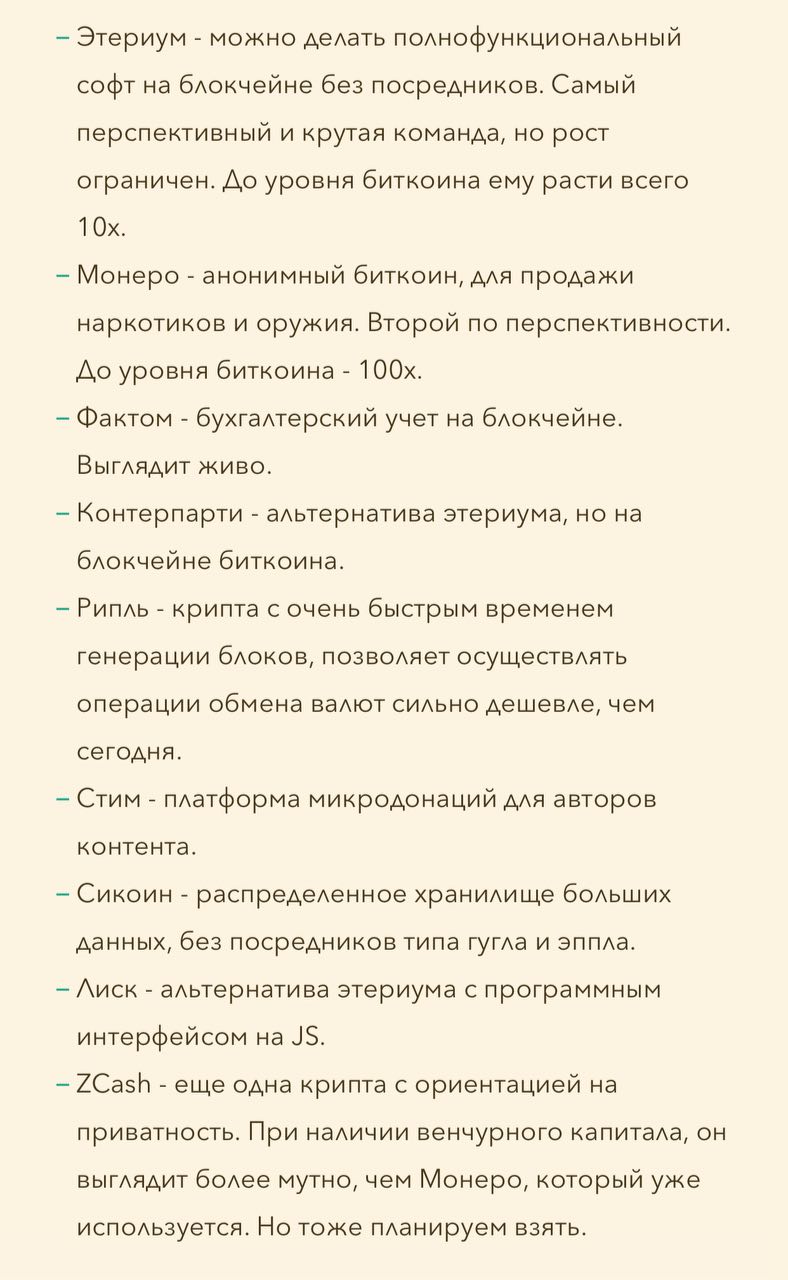 – Этериум - можно делать полнофункциональный
софт на блокчейне без посредников. Самый
перспективный и крутая команда, но рост
ограничен. До уровня биткоина ему расти всего
10х.
– Монеро - анонимный биткоин, для продажи
наркотиков и оружия. Второй по перспективности.
До уровня биткоина - 100х.
– Фактом - бухгалтерский учет на блокчейне.
Выглядит живо.
– Контерпарти - альтернатива этериума, но на
блокчейне биткоина.
– Рипль - крипта с очень быстрым временем
генерации блоков, позволяет осуществлять
операции обмена валют сильно дешевле, чем
сегодня.
– Стим - платформа микродонаций для авторов
контента.
– Сикоин - распределенное хранилище больших
данных, без посредников типа гугла и эппла.
– Лиск - альтернатива этериума с программным
интерфейсом на JS.
– ZCash - еще одна крипта с ориентацией на
приватность. При наличии венчурного капитала, он
выглядит более мутно, чем Монеро, который уже
используется. Но тоже планируем взять.